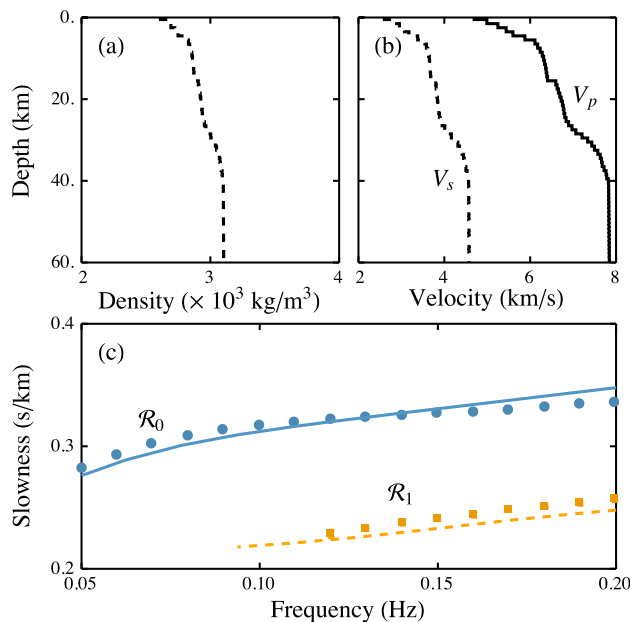 (a)
(b)
0.
20.
40.
60.
Depth (km)
V_p
V_s
2
3
4
2
4
6
8
Density (× 10³ kg/m³)
Velocity (km/s)
(c)
0.4
0.3
0.2
Slowness (s/km)
ℛ₀
ℛ₁
0.05
0.10
0.15
0.20
Frequency (Hz)